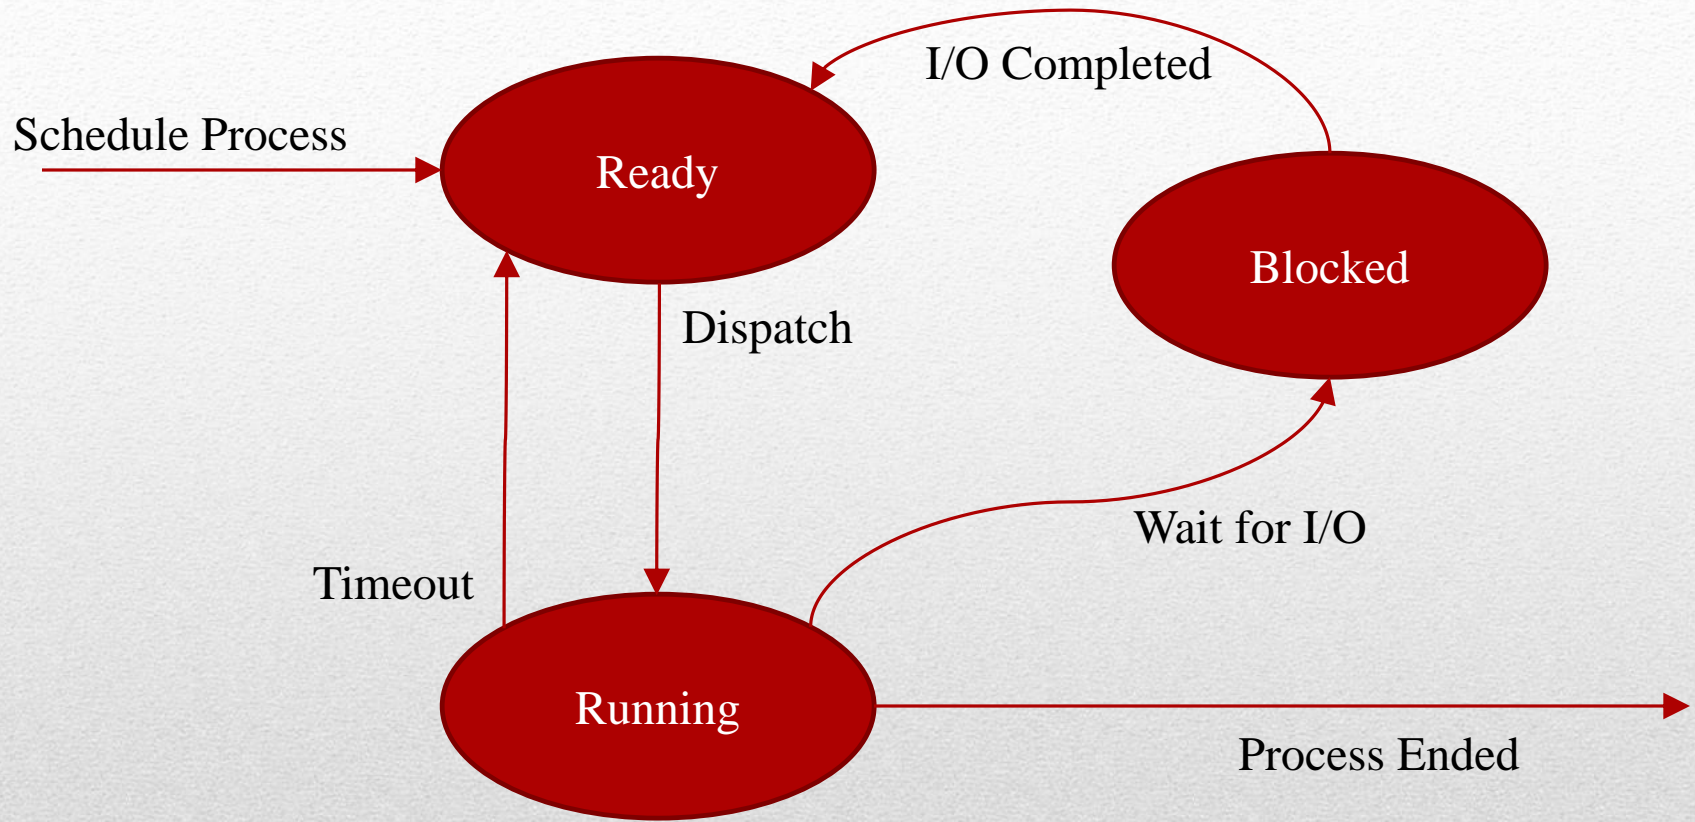 I/O Completed
Schedule Process
Ready
Blocked
Dispatch
Wait for I/O
Timeout
Running
Process Ended